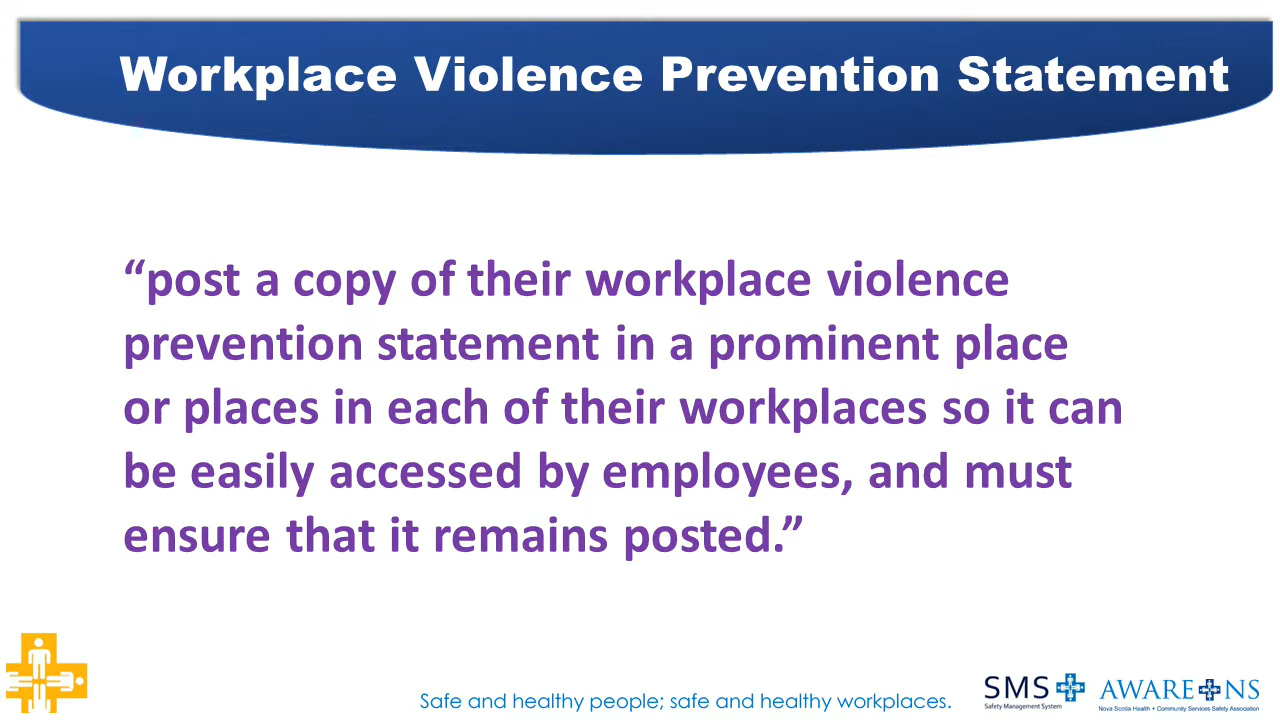 Workplace Violence Prevention Statement
“post a copy of their workplace violence
prevention statement in a prominent place
or places in each of their workplaces so it can
be easily accessed by employees, and must
ensure that it remains posted.”
Safe and healthy people; safe and healthy workplaces.
SMS
Safety Management System
AWARE NS
Nova Scotia Health + Community Services Safety Association